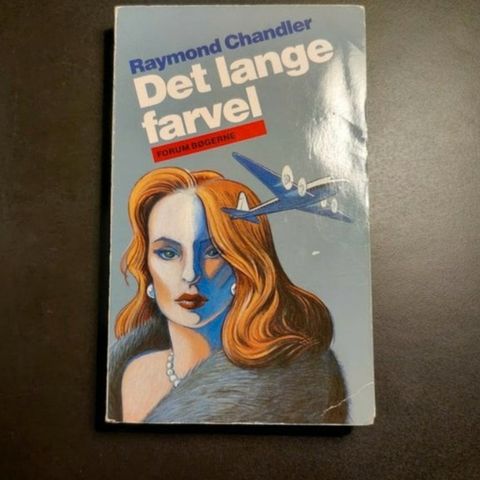 Raymond Chandler
Det lange
farvel
FORUM BØGERNE